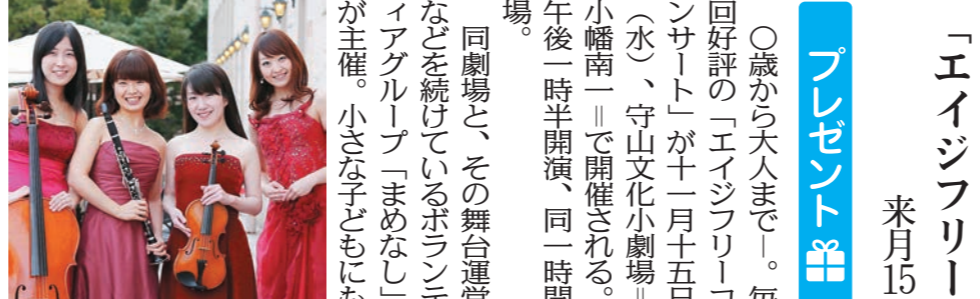 「エイジフリー
来月15
プレゼント
〇歳から大人まで―。毎
回好評の「エイジフリーコ
ンサート」が十一月十五日
（水）、守山文化小劇場＝
小幡南一＝で開催される。
午後一時半開演、同一時開
場。
同劇場と、その舞台運営
などを続けているボランテ
ィアグループ「まめなし」
が主催。小さな子どもにも